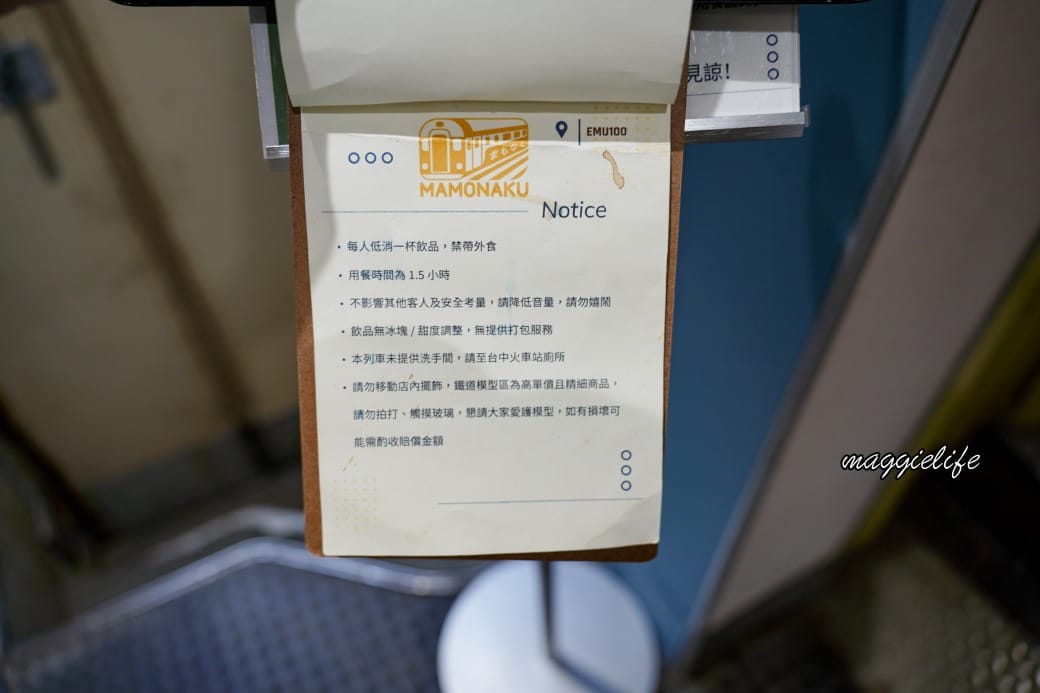 見諒!
EMU100
まもなく
MAMONAKU
Notice
• 每人低消一杯飲品，禁帶外食
• 用餐時間為 1.5 小時
• 不影響其他客人及安全考量，請降低音量，請勿嬉鬧
• 飲品無冰塊 / 甜度調整，無提供打包服務
• 本列車未提供洗手間，請至台中火車站廁所
• 請勿移動店內擺飾，鐵道模型區為高單價且精細商品，
請勿拍打、觸摸玻璃，懇請大家愛護模型，如有損壞可
能需酌收賠償金額
maggielife